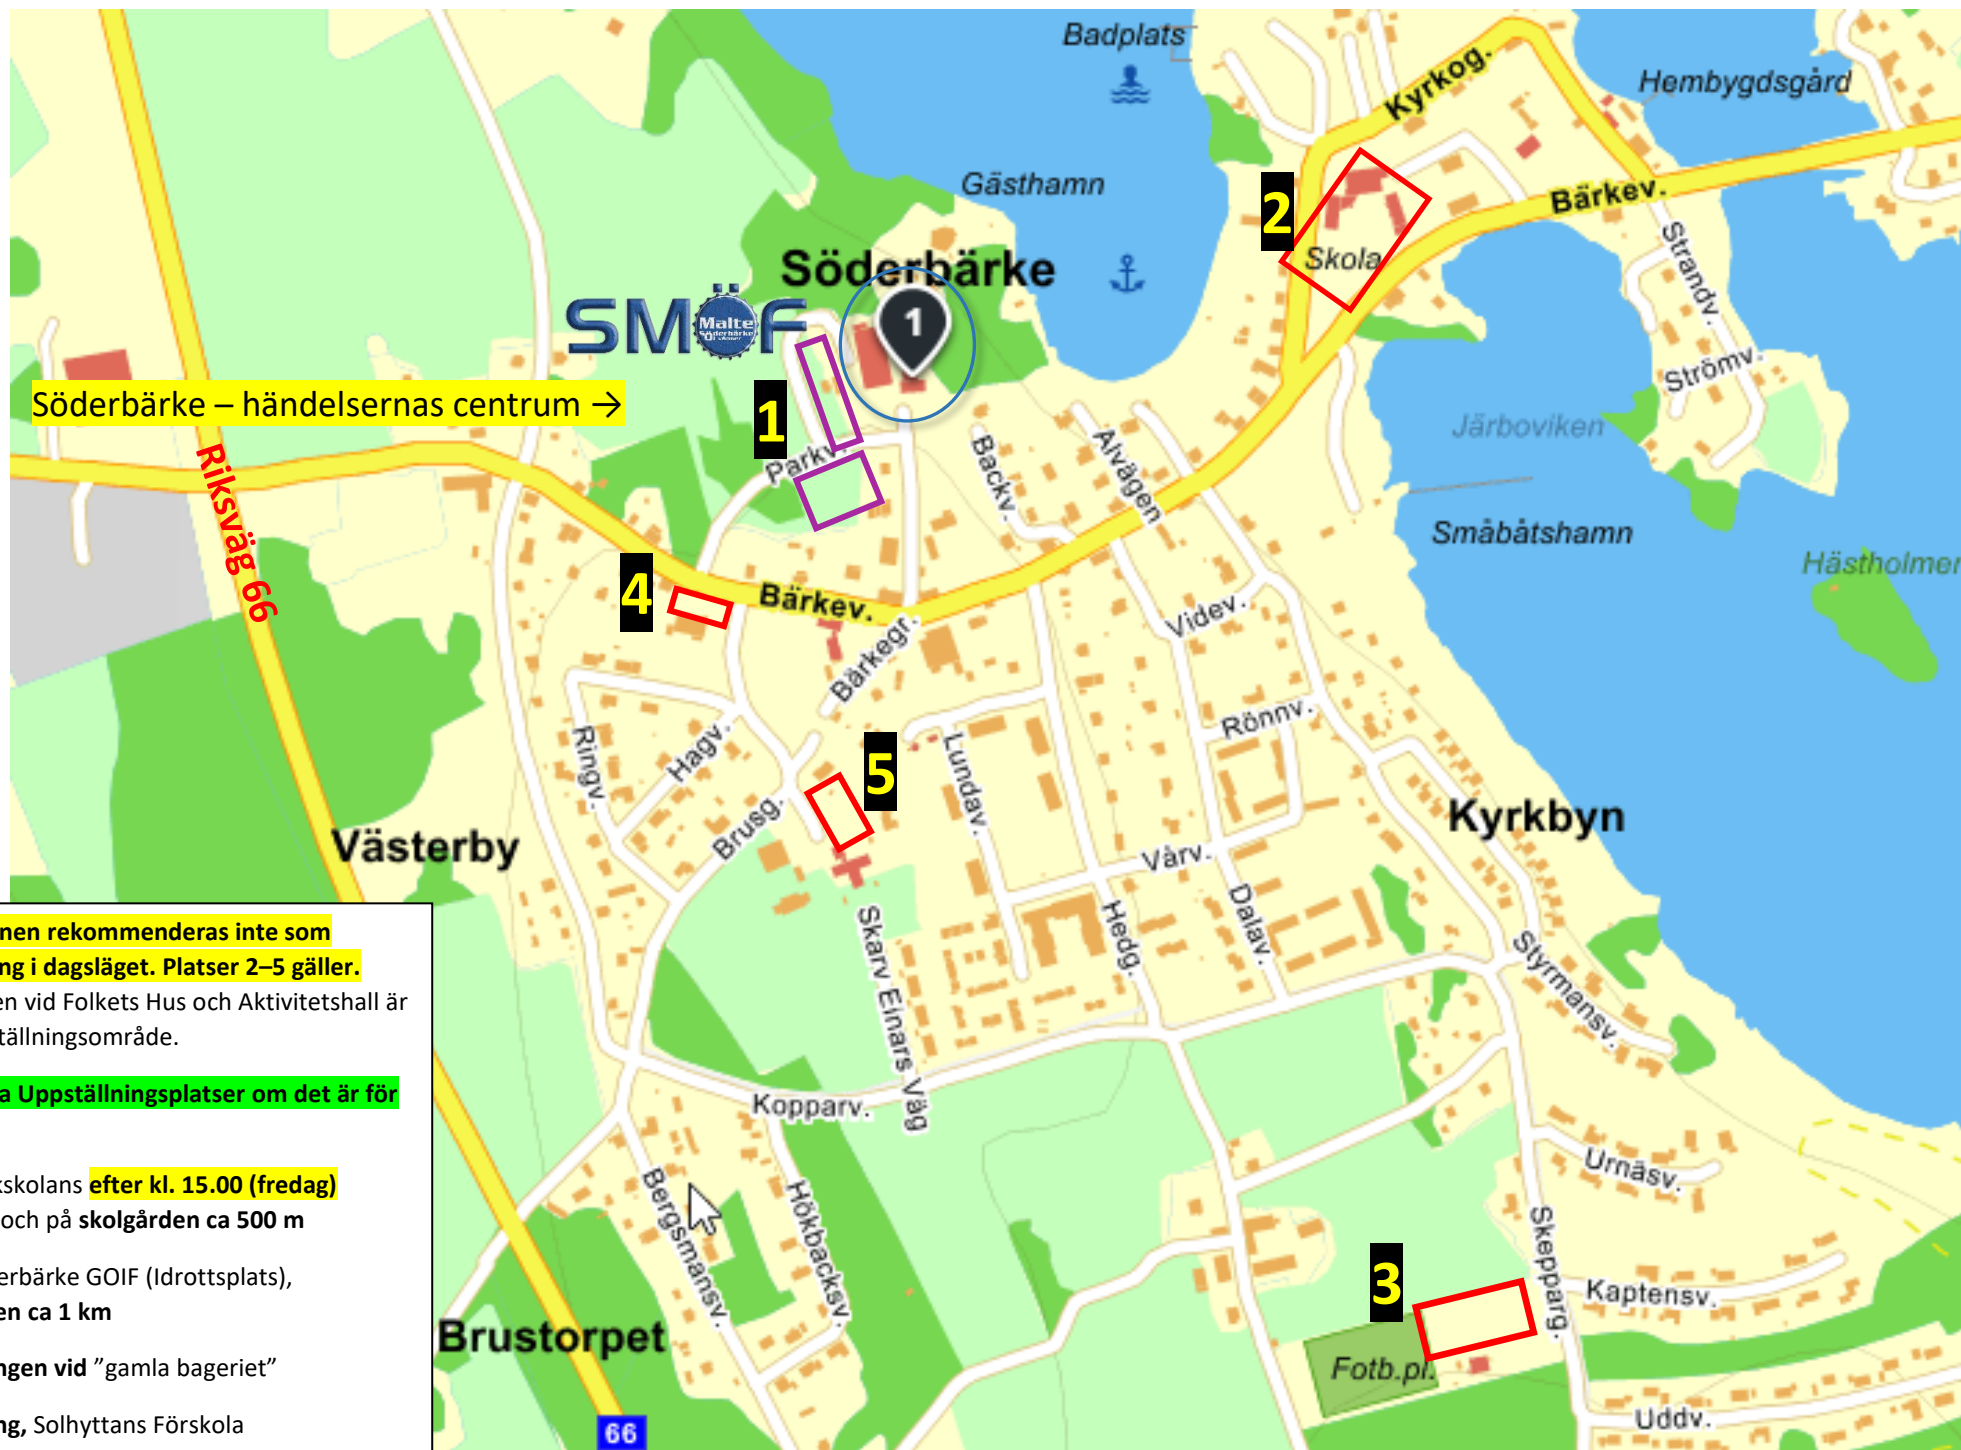 Badplats
Kyrkog.
Hembygdsgård
Gästhamn
2
Bärkev.
Skola
Strandv.
Söderbärke
SMÖF
Malte
1
Strömv.
Söderbärke – händelsernas centrum →
1
Järboviken
Parkv.
Backv.
Alvägen
Riksväg 66
Småbåtshamn
Hästholmen
4
Bärkev.
Videv.
Bärkegr.
Ringv.
Hagv.
Rönnv.
5
Lundav.
Brusg.
Kyrkbyn
Västerby
Vårv.
Dalav.
Hedg.
Skarv Einars Väg
Styrmansv.
nen rekommenderas inte som
ng i dagsläget. Platser 2–5 gäller.
en vid Folkets Hus och Aktivitetshall är
tällningsområde.
a Uppställningsplatser om det är för
kskolans efter kl. 15.00 (fredag)
och på skolgården ca 500 m
erbärke GOIF (Idrottsplats),
en ca 1 km
ngen vid ”gamla bageriet”
ng, Solhyttans Förskola
Kopparv.
Bergsmansv.
Hökbacksv.
Urnäsv.
Skepparg.
Kaptensv.
3
Brustorpet
Fotb.pl.
Uddv.
66